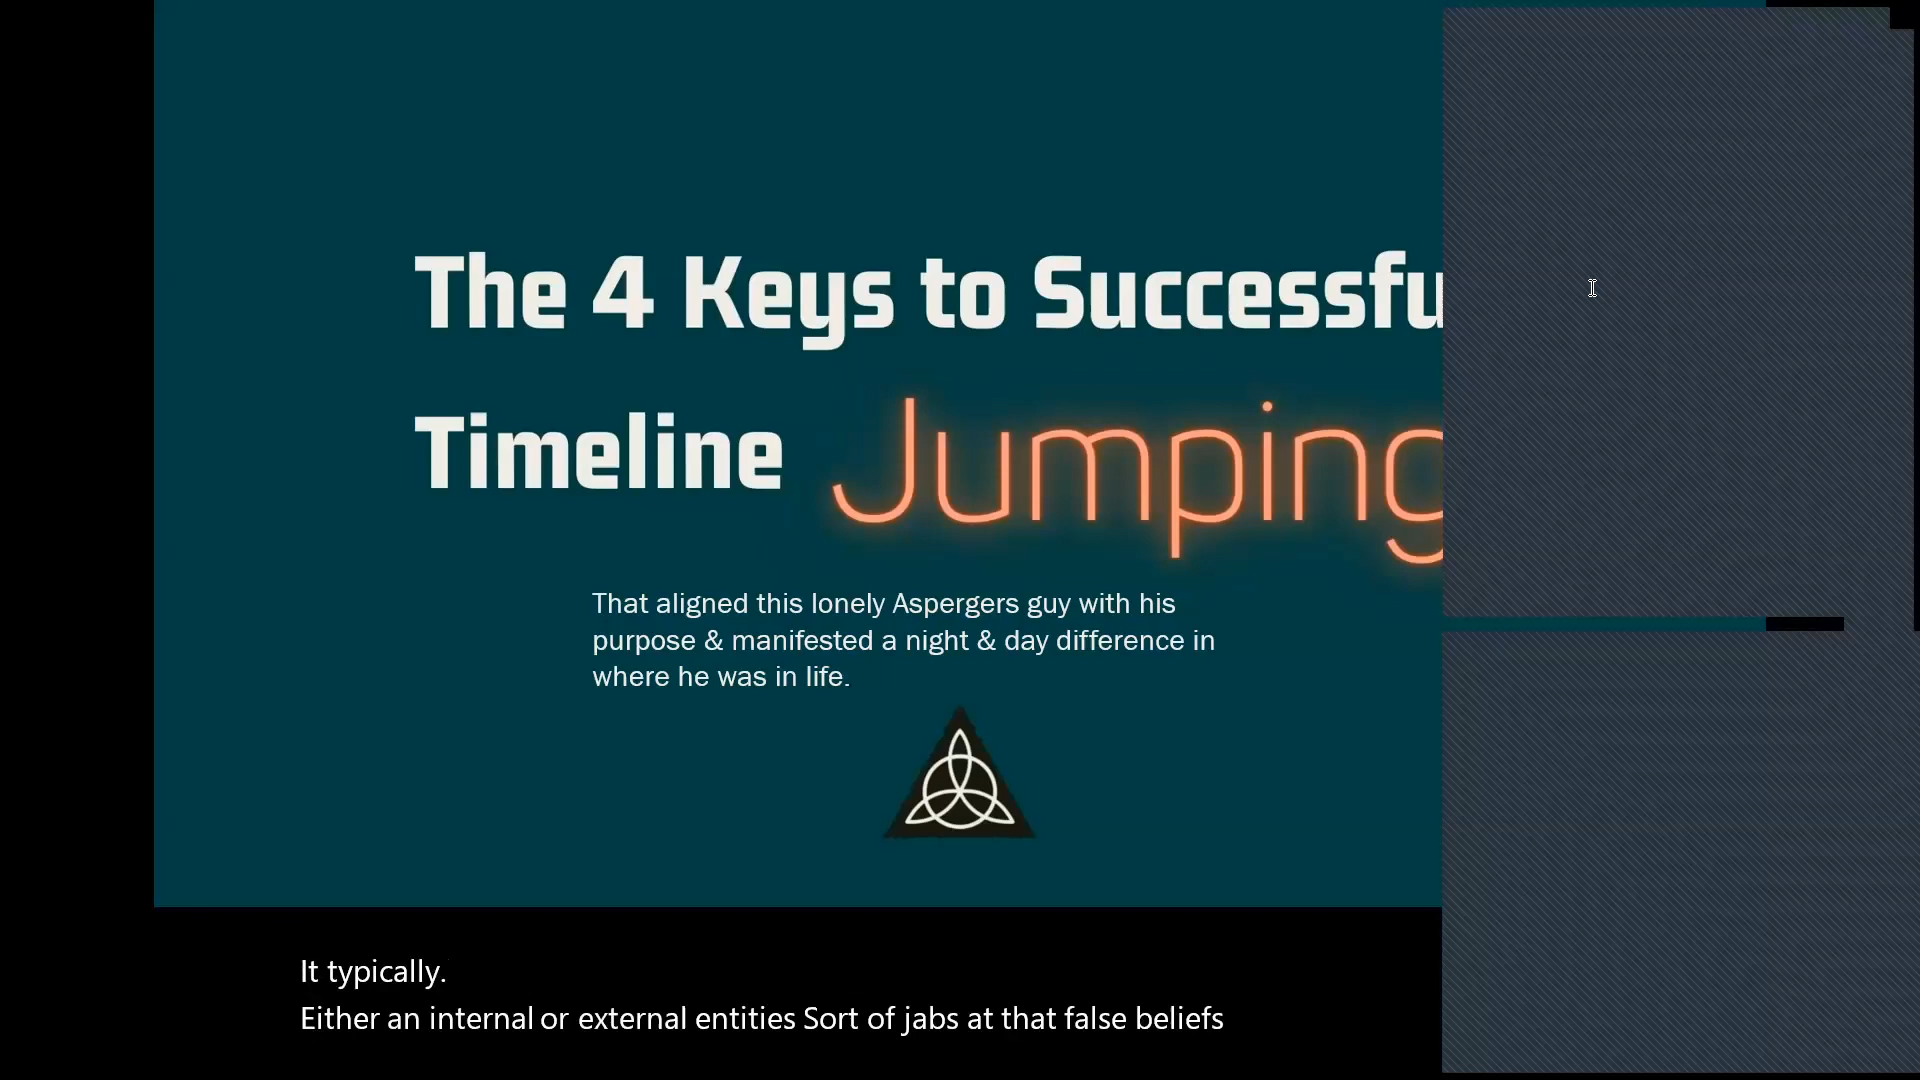 The 4 Keys to Successfu
Timeline Jumping
That aligned this lonely Aspergers guy with his
purpose & manifested a night & day difference in
where he was in life.
It typically.
Either an internal or external entities Sort of jabs at that false beliefs